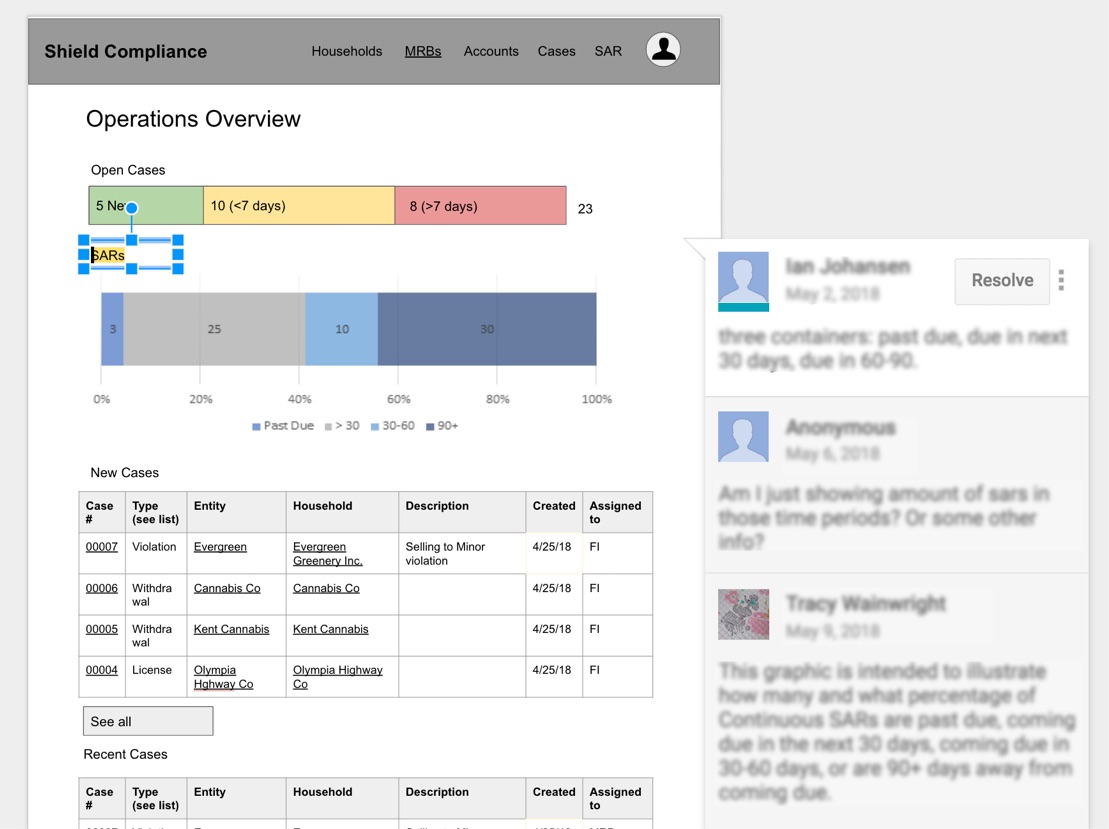 Shield Compliance
Households MRBs Accounts Cases SAR
Operations Overview
Open Cases
5 Ne
10 (<7 days)
8 (>7 days)
23
SARs
3 25 10 30
0% 20% 40% 60% 80% 100%
Past Due > 30 30-60 90+
New Cases
Case Type Entity Household Description Created Assigned
# (see list) to
00007 Violation Evergreen Evergreen Selling to Minor 4/25/18 FI
Greenery Inc. violation
00006 Withdra Cannabis Co Cannabis Co 4/25/18 FI
wal
00005 Withdra Kent Cannabis Kent Cannabis 4/25/18 FI
wal
00004 License Olympia Olympia Highway 4/25/18 FI
Hghway Co Co
See all
Recent Cases
Case Type Entity Household Description Created Assigned
# (see list) to
Ian Johansen
May 2, 2018
Resolve
three containers: past due, due in next
30 days, due in 60-90.
Anonymous
May 6, 2018
Am I just showing amount of sars in
those time periods? Or some other
info?
Tracy Wainwright
May 9, 2018
This graphic is intended to illustrate
how many and what percentage of
Continuous SARs are past due, coming
due in the next 30 days, coming due in
30-60 days, or are 90+ days away from
coming due.